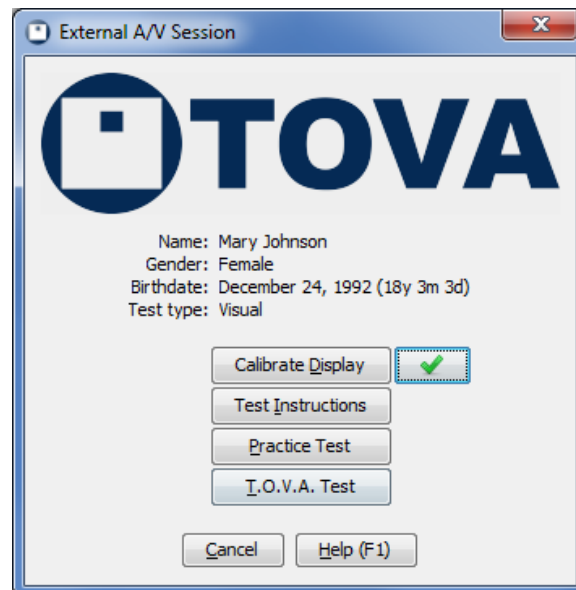 External A/V Session
TOVA
Name: Mary Johnson
Gender: Female
Birthdate: December 24, 1992 (18y 3m 3d)
Test type: Visual
Calibrate Display
Test Instructions
Practice Test
T.O.V.A. Test
Cancel Help (F1)